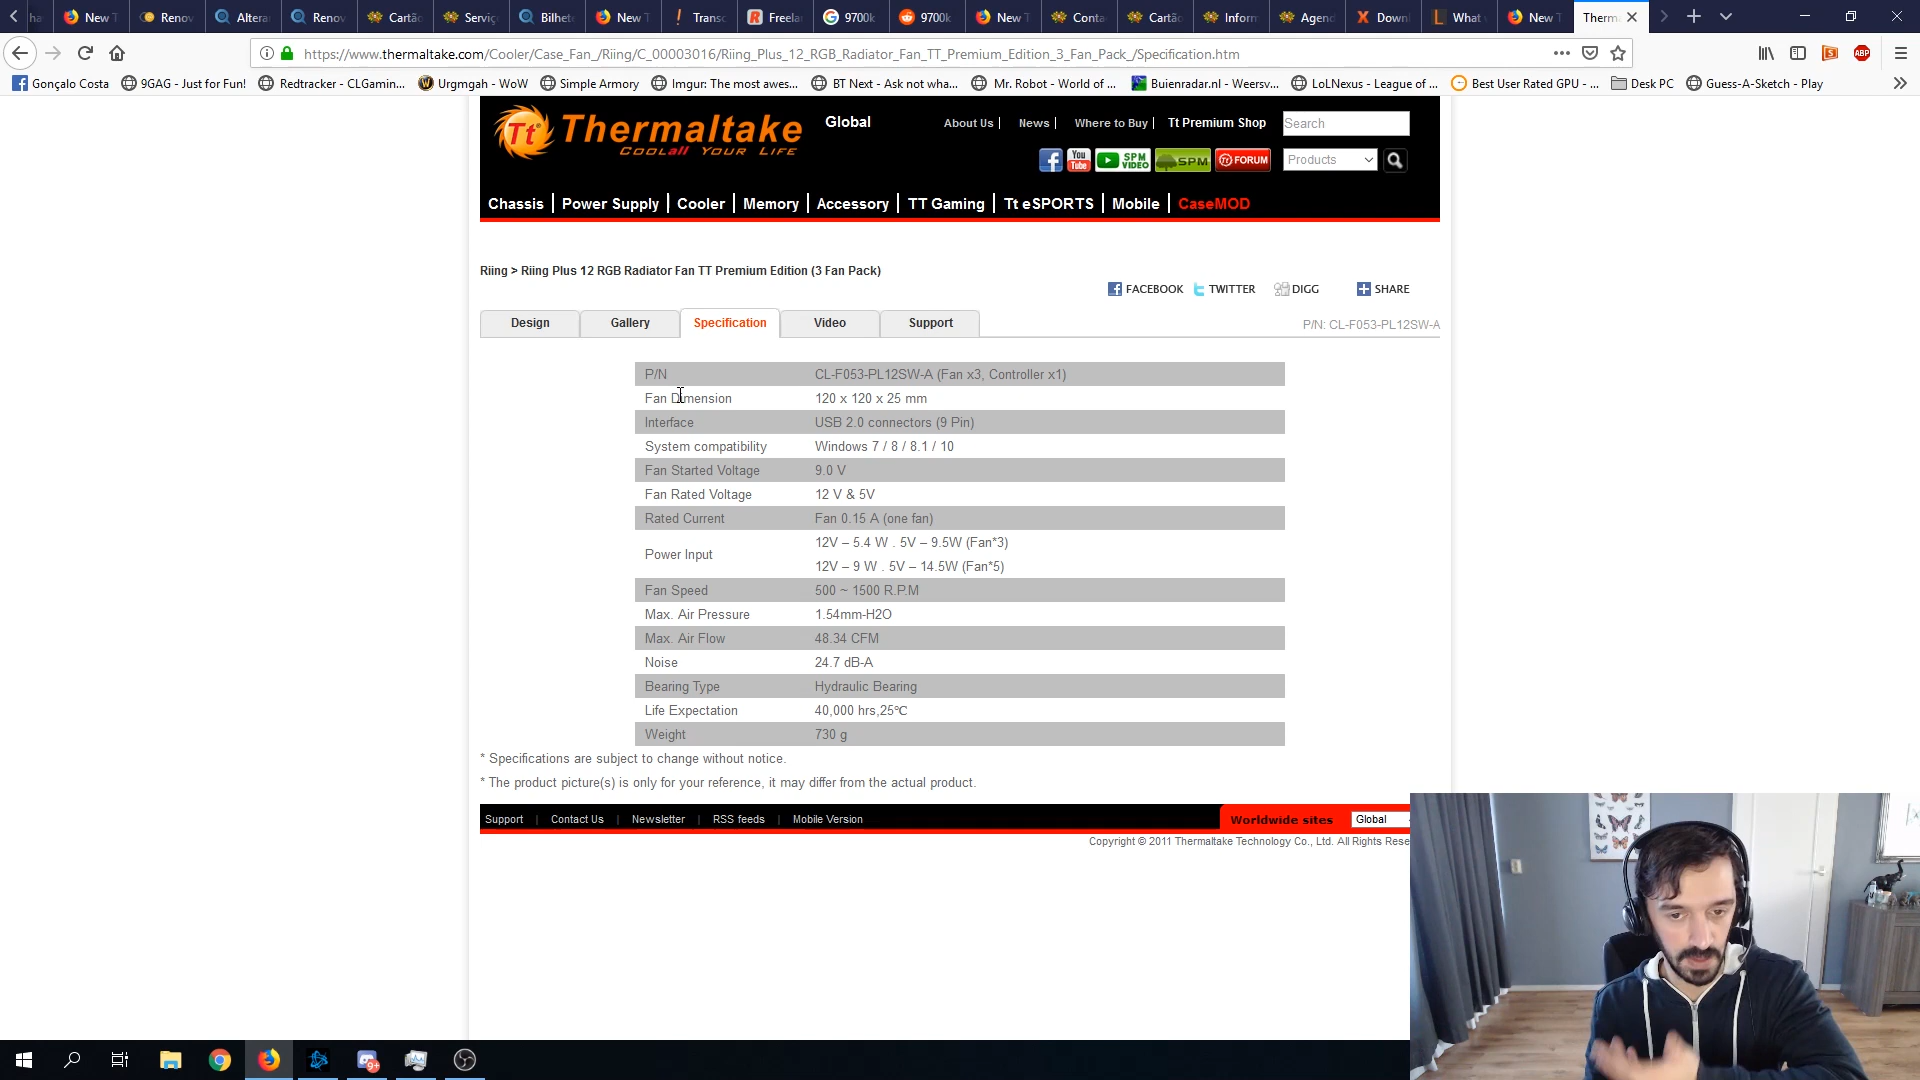 New T
Renov
Altera
Renov
Cartão
Serviç
Bilhete
New T
Transc
Freelan
9700k
9700k
New T
Conta
Cartão
Inform
Agend
Downl
What
New T
Therma
https://www.thermaltake.com/Cooler/Case_Fan_/Riing/C_00003016/Riing_Plus_12_RGB_Radiator_Fan_TT_Premium_Edition_3_Fan_Pack_/Specification.htm
ABP
Gonçalo Costa
9GAG - Just for Fun!
Redtracker - CLGamin...
Urgmgah - WoW
Simple Armory
Imgur: The most awes...
BT Next - Ask not wha...
Mr. Robot - World of ...
Buienradar.nl - Weersv...
LoLNexus - League of ...
Best User Rated GPU - ...
Desk PC
Guess-A-Sketch - Play
Tt Thermaltake
COOLall YOUR LIFE
Global
About Us | News | Where to Buy | Tt Premium Shop
Search
You Tube
SPM VIDEO
SPM
FORUM
Products
Chassis | Power Supply | Cooler | Memory | Accessory | TT Gaming | Tt eSPORTS | Mobile | CaseMOD
Riing > Riing Plus 12 RGB Radiator Fan TT Premium Edition (3 Fan Pack)
FACEBOOK TWITTER DIGG SHARE
Design Gallery Specification Video Support
P/N: CL-F053-PL12SW-A
P/N CL-F053-PL12SW-A (Fan x3, Controller x1)
Fan Dimension 120 x 120 x 25 mm
Interface USB 2.0 connectors (9 Pin)
System compatibility Windows 7 / 8 / 8.1 / 10
Fan Started Voltage 9.0 V
Fan Rated Voltage 12 V & 5V
Rated Current Fan 0.15 A (one fan)
Power Input 12V – 5.4 W . 5V – 9.5W (Fan*3)
12V – 9 W . 5V – 14.5W (Fan*5)
Fan Speed 500 ~ 1500 R.P.M
Max. Air Pressure 1.54mm-H2O
Max. Air Flow 48.34 CFM
Noise 24.7 dB-A
Bearing Type Hydraulic Bearing
Life Expectation 40,000 hrs,25℃
Weight 730 g
* Specifications are subject to change without notice.
* The product picture(s) is only for your reference, it may differ from the actual product.
Support | Contact Us | Newsletter | RSS feeds | Mobile Version
Worldwide sites Global
Copyright © 2011 Thermaltake Technology Co., Ltd. All Rights Rese
9+